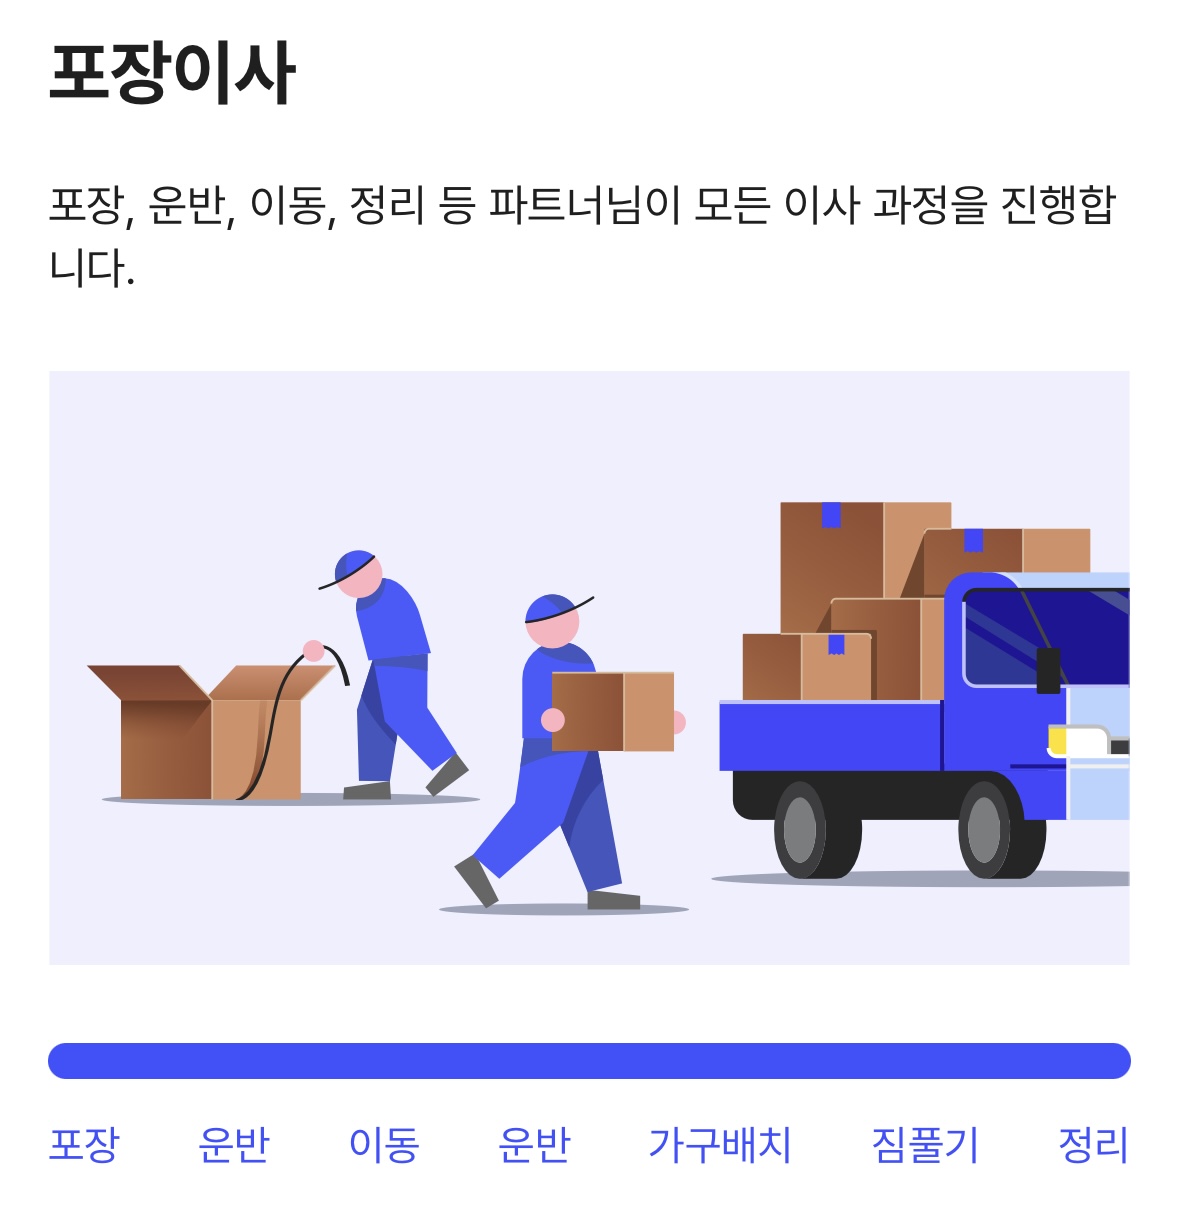 포장이사
포장, 운반, 이동, 정리 등 파트너님이 모든 이사 과정을 진행합
니다.
포장 운반 이동 운반 가구배치 짐풀기 정리